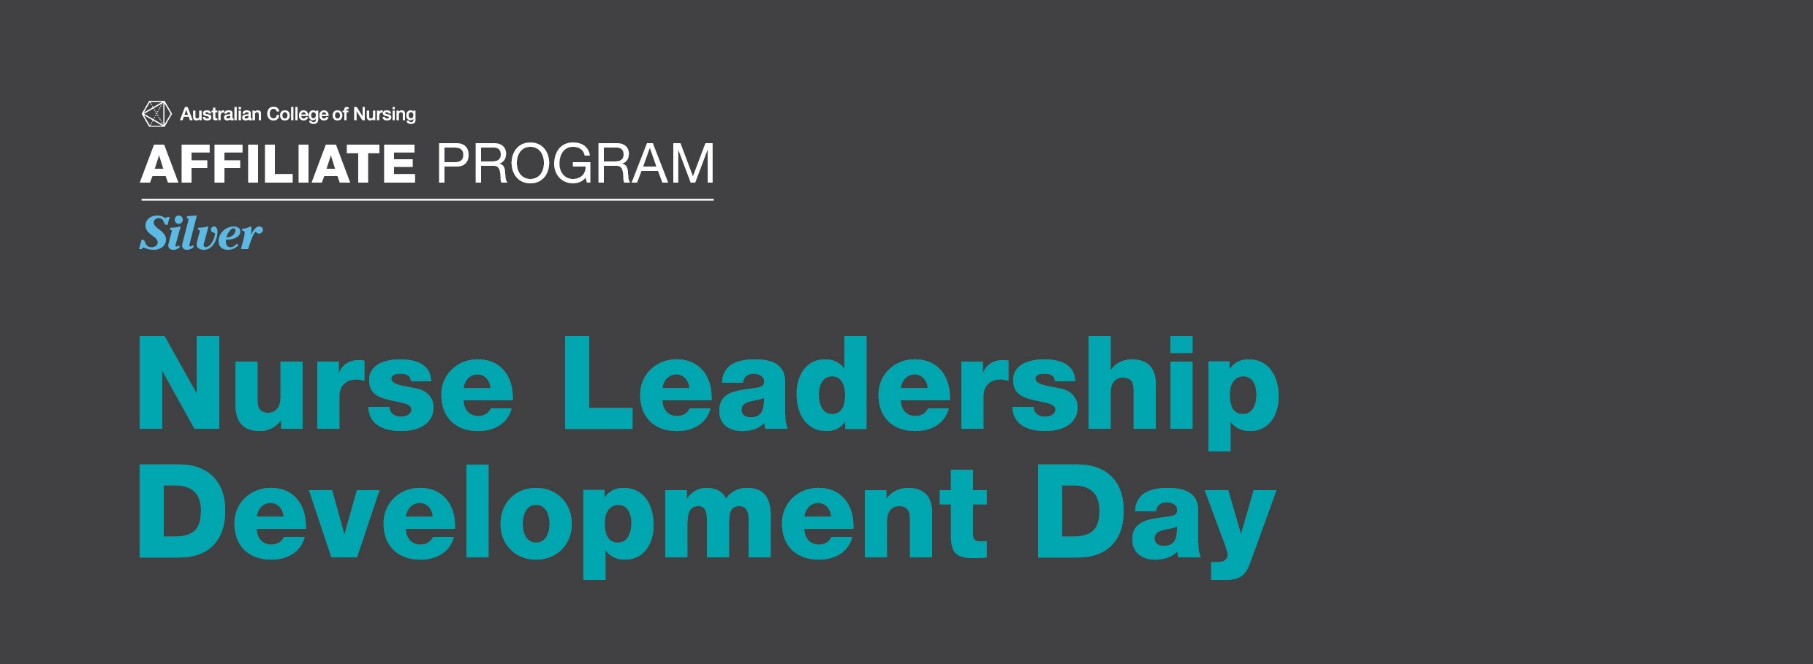 Australian College of Nursing
AFFILIATE PROGRAM
Silver
Nurse Leadership
Development Day